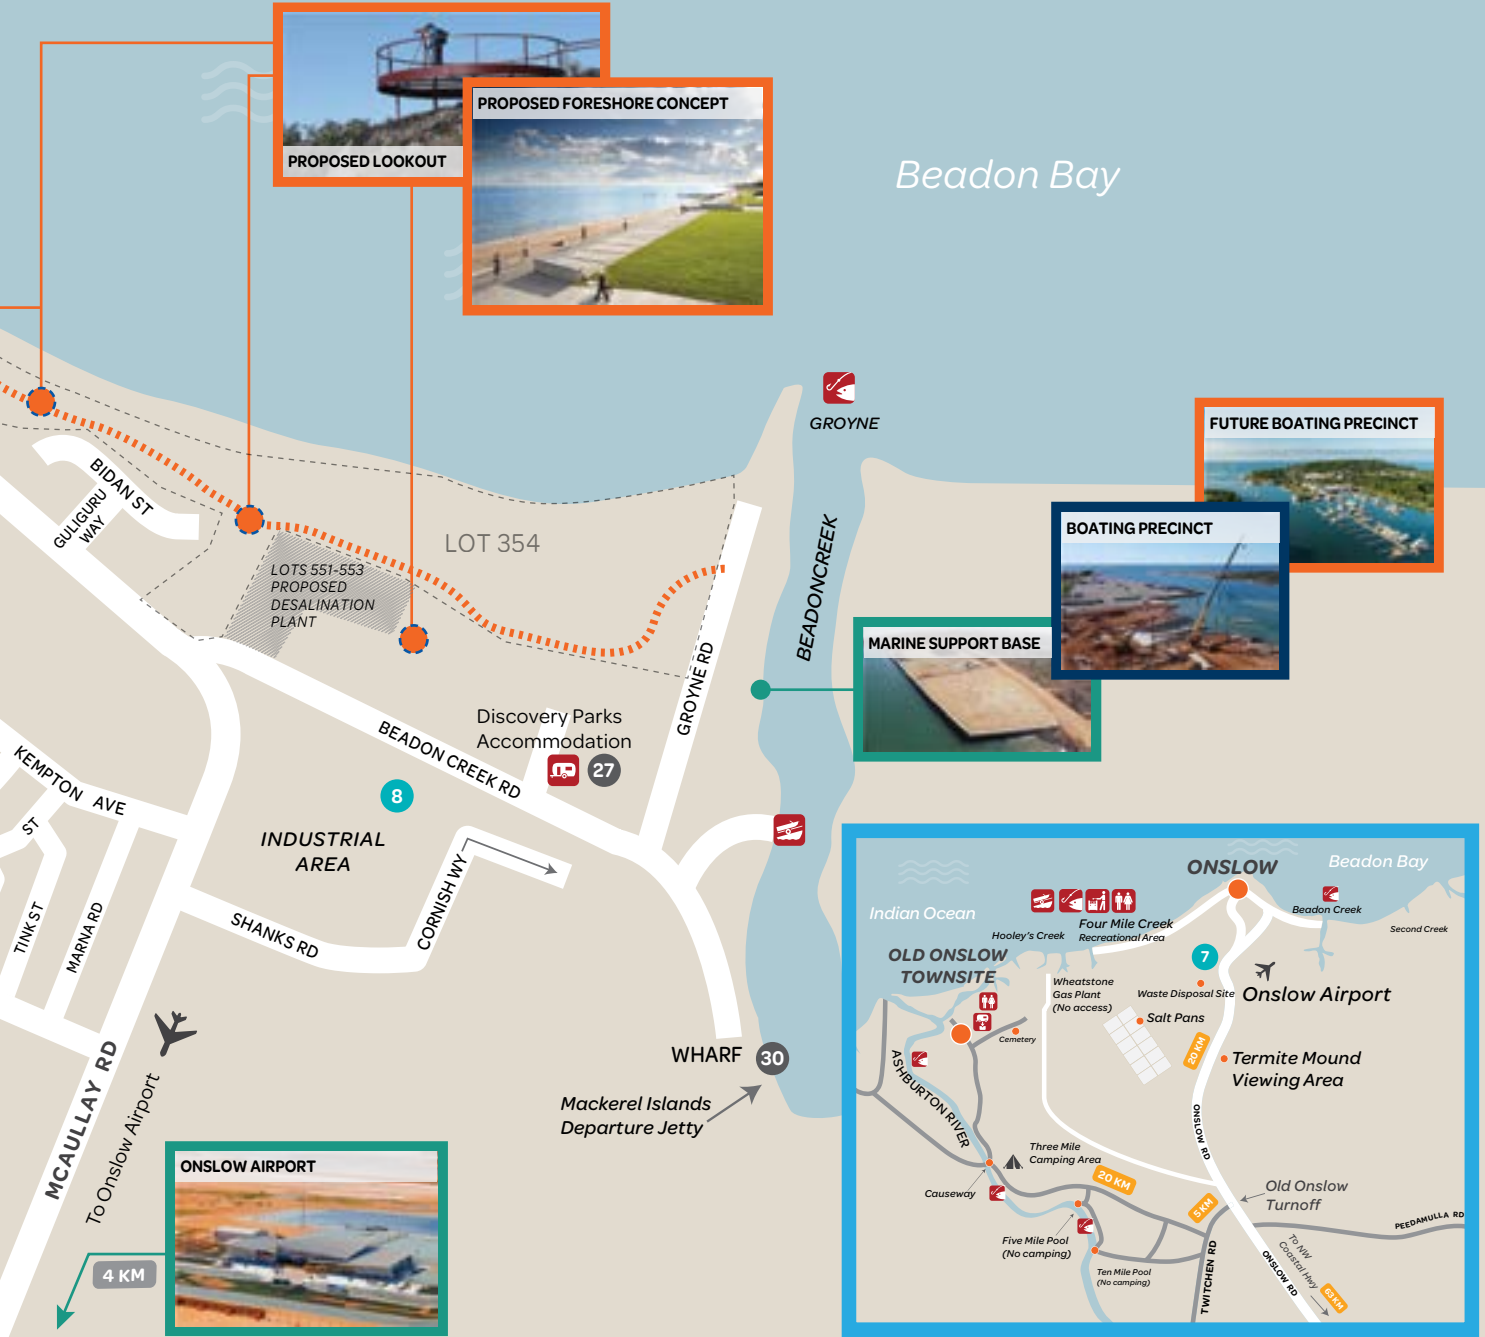 PROPOSED LOOKOUT
PROPOSED FORESHORE CONCEPT
Beadon Bay
GROYNE
FUTURE BOATING PRECINCT
BOATING PRECINCT
MARINE SUPPORT BASE
BIDAN ST
GULIGURU
WAY
LOT 354
LOTS 551-553
PROPOSED
DESALINATION
PLANT
BEADONCREEK
GROYNE RD
Discovery Parks
Accommodation
27
BEADON CREEK RD
8
INDUSTRIAL
AREA
KEMPTON AVE
ST
TINK ST
MARNA RD
SHANKS RD
CORNISH WY
MCAULLAY RD
To Onslow Airport
WHARF
30
Mackerel Islands
Departure Jetty
ONSLOW AIRPORT
4 KM
ONSLOW
Beadon Bay
Indian Ocean
Beadon Creek
Second Creek
Hooley's Creek
Four Mile Creek
Recreational Area
OLD ONSLOW
TOWNSITE
7
Wheatstone
Gas Plant
(No access)
Waste Disposal Site
Onslow Airport
Salt Pans
Cemetery
20 KM
Termite Mound
Viewing Area
ASHBURTON RIVER
ONSLOW RD
Three Mile
Camping Area
Causeway
20 KM
5 KM
Old Onslow
Turnoff
PEEDAMULLA RD
Five Mile Pool
(No camping)
Ten Mile Pool
(No camping)
TWITCHEN RD
ONSLOW RD
To NW
Coastal Hwy
63 KM